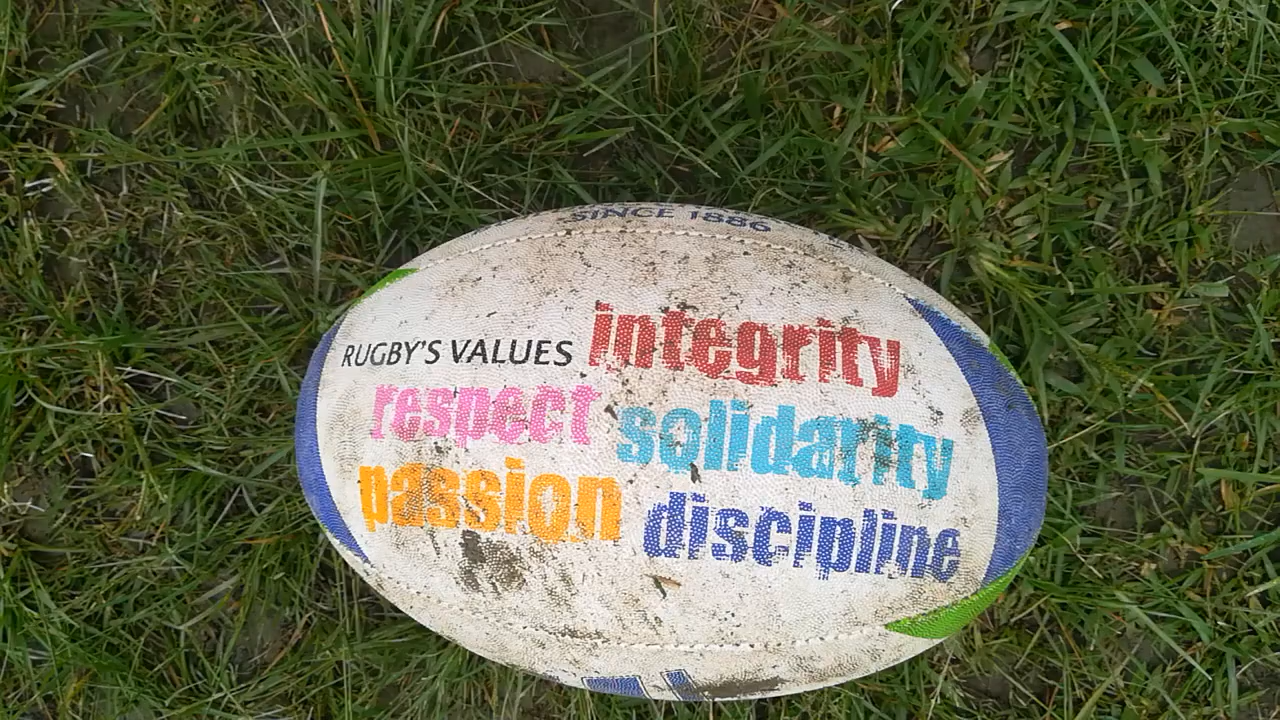 SINCE 1886
RUGBY'S VALUES integrity
respect solidarity
passion discipline